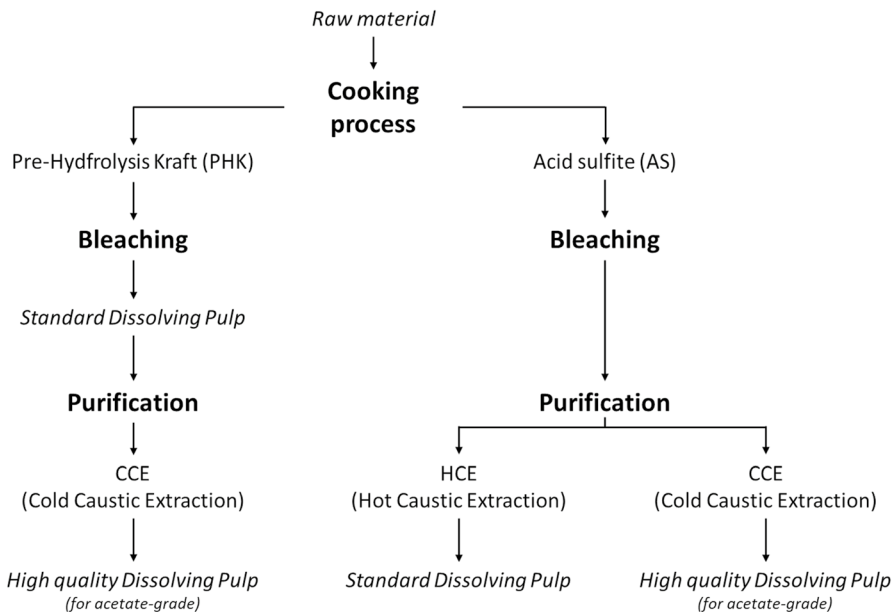 Raw material
Cooking
process
Pre-Hydfrolysis Kraft (PHK)
Acid sulfite (AS)
Bleaching
Bleaching
Standard Dissolving Pulp
Purification
Purification
CCE
(Cold Caustic Extraction)
HCE
(Hot Caustic Extraction)
CCE
(Cold Caustic Extraction)
High quality Dissolving Pulp
(for acetate-grade)
Standard Dissolving Pulp
High quality Dissolving Pulp
(for acetate-grade)